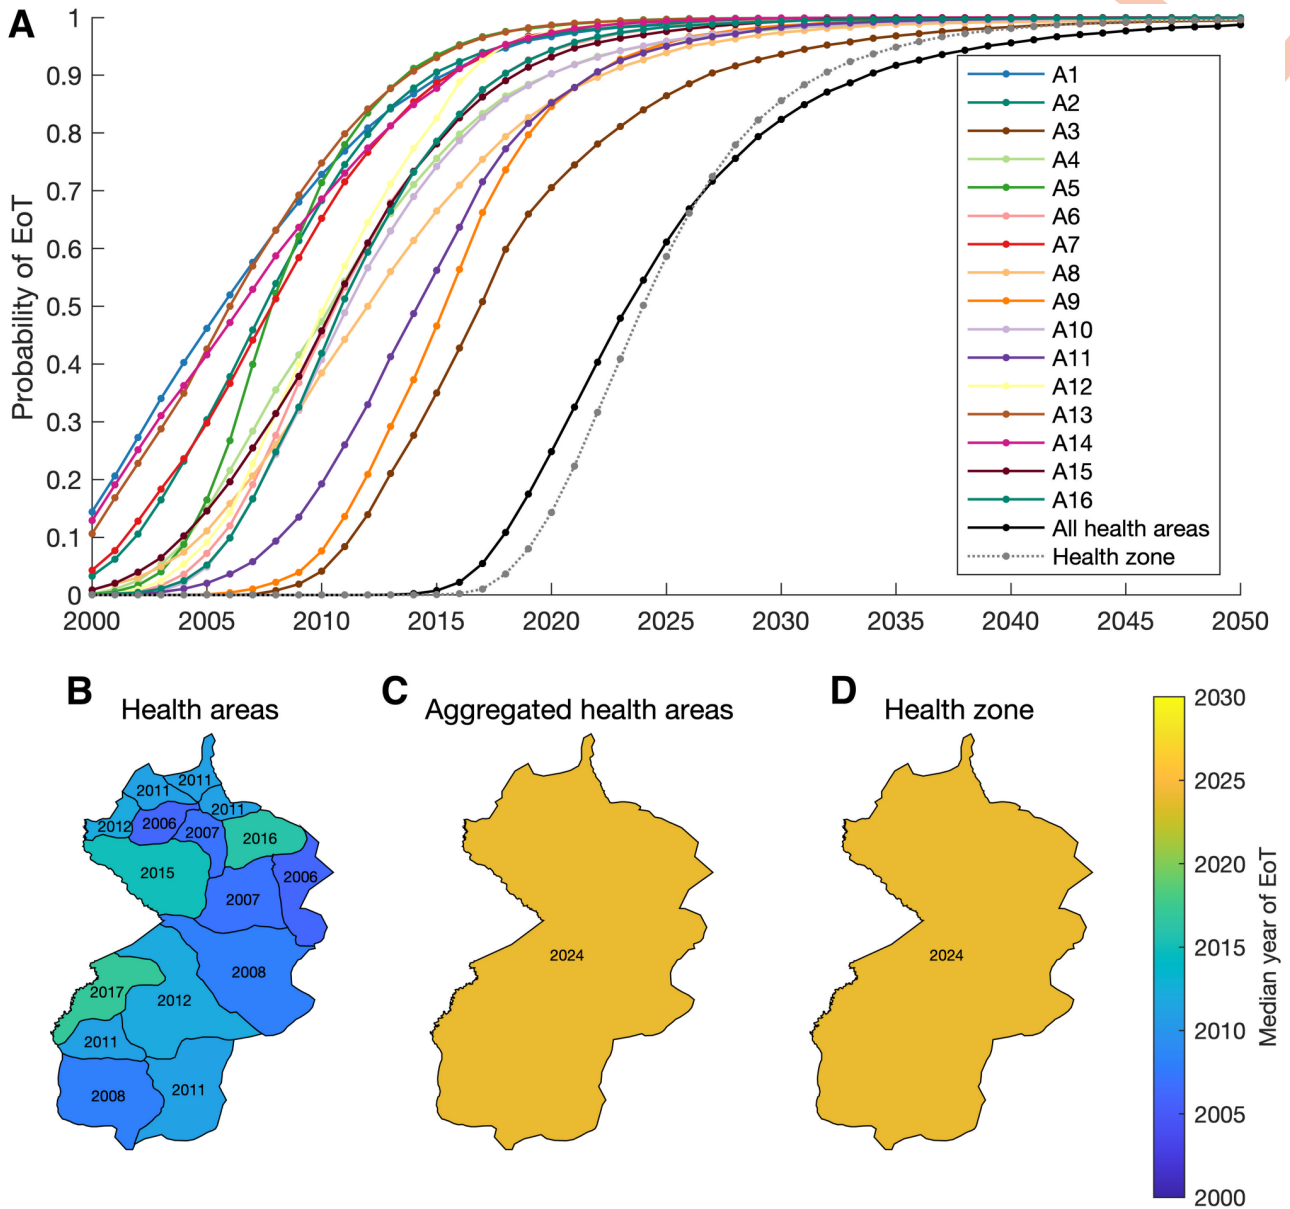 A
1
0.9
0.8
0.7
0.6
0.5
0.4
0.3
0.2
0.1
0
Probability of EoT
2000 2005 2010 2015 2020 2025 2030 2035 2040 2045 2050
A1
A2
A3
A4
A5
A6
A7
A8
A9
A10
A11
A12
A13
A14
A15
A16
All health areas
Health zone
B
Health areas
2011
2011
2011
2012
2006
2007
2016
2015
2006
2007
2008
2017
2012
2011
2008
2011
C
Aggregated health areas
2024
D
Health zone
2024
2030
2025
2020
2015
2010
2005
2000
Median year of EoT